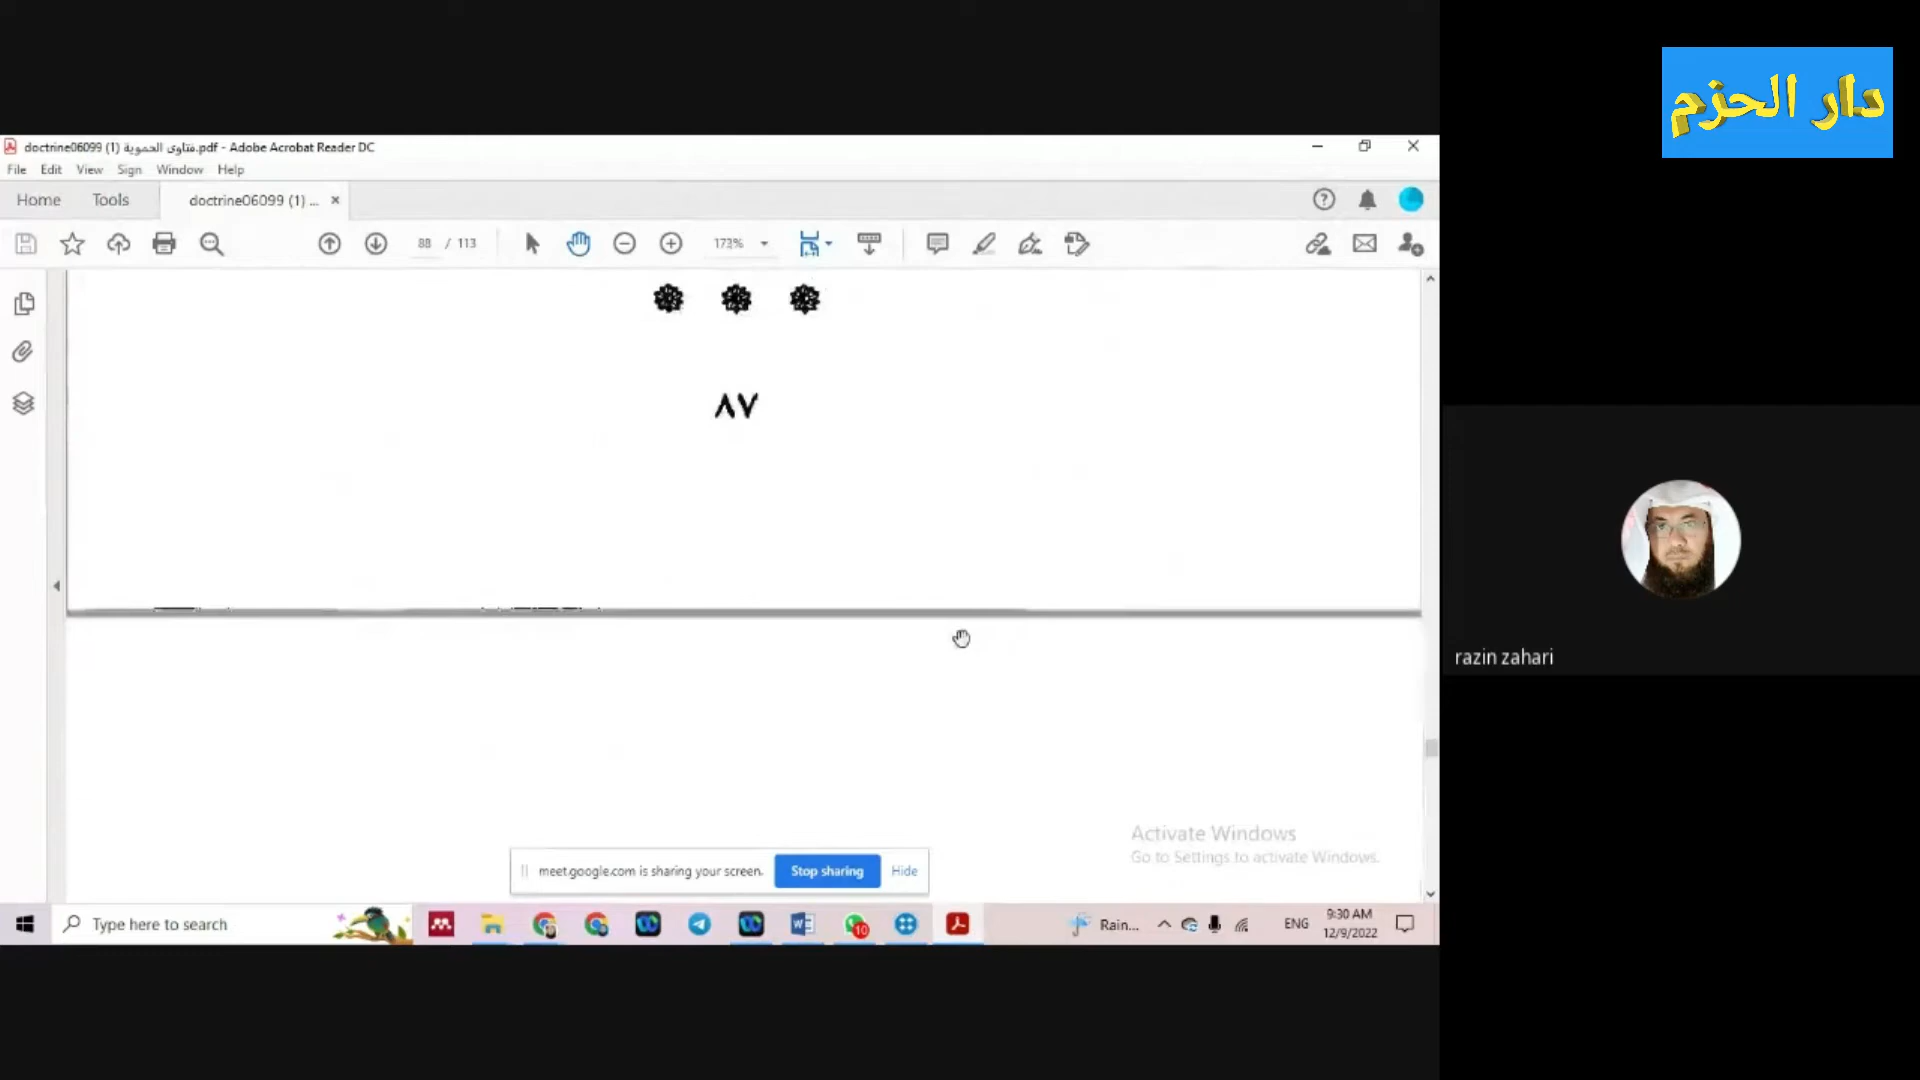 دار الحزم
doctrine06099 (1) فتاوى الحموية.pdf - Adobe Acrobat Reader DC
File Edit View Sign Window Help
Home Tools doctrine06099 (1) ... ×
88 / 113 173%
٨٧
razin zahari
Activate Windows
Go to Settings to activate Windows.
meet.google.com is sharing your screen. Stop sharing Hide
Type here to search 10 Rain... ENG 9:30 AM
12/9/2022